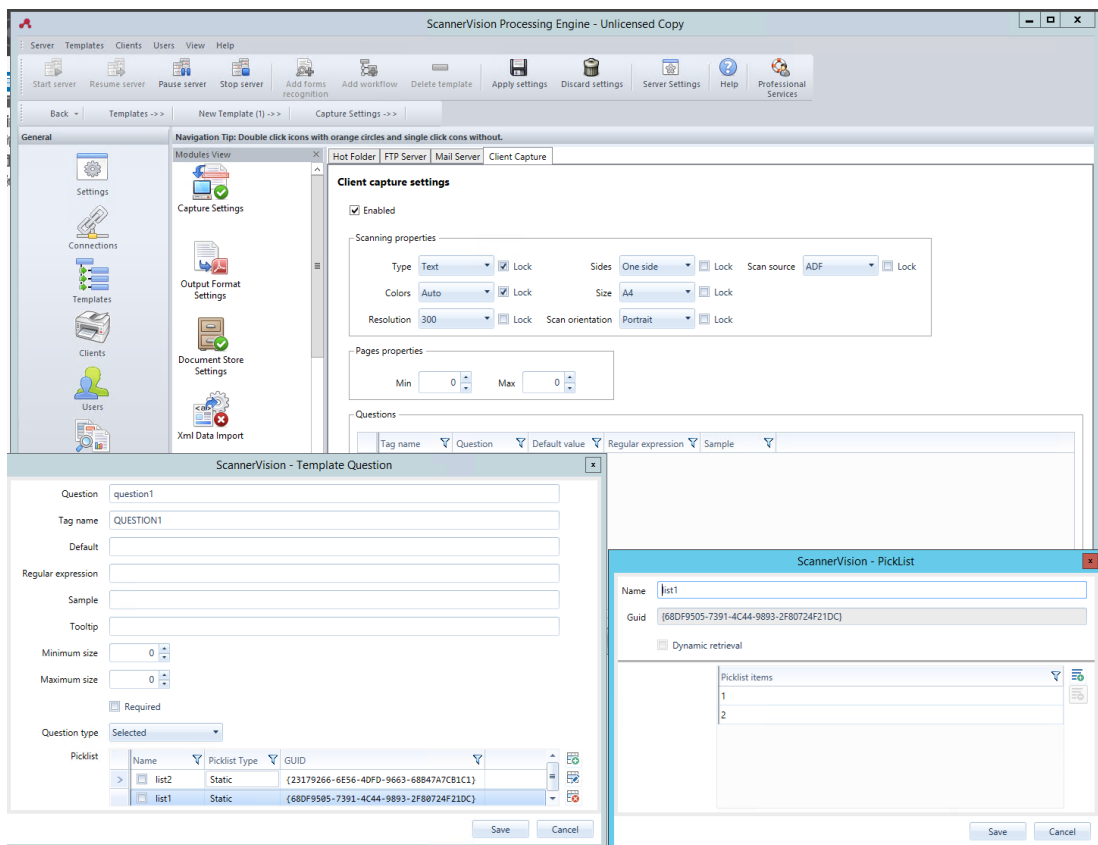 ScannerVision Processing Engine - Unlicensed Copy
Server Templates Clients Users View Help
Start server Resume server Pause server Stop server Add forms recognition Add workflow Delete template Apply settings Discard settings Server Settings Help Professional Services
Back Templates ->> New Template (1) ->> Capture Settings ->>
General
Navigation Tip: Double click icons with orange circles and single click cons without.
Settings
Connections
Templates
Clients
Users
Modules View
Capture Settings
Output Format
Settings
Document Store
Settings
Xml Data Import
Hot Folder FTP Server Mail Server Client Capture
Client capture settings
Enabled
Scanning properties
Type Text Lock Sides One side Lock Scan source ADF Lock
Colors Auto Lock Size A4 Lock
Resolution 300 Lock Scan orientation Portrait Lock
Pages properties
Min 0 Max 0
Questions
Tag name Question Default value Regular expression Sample
ScannerVision - Template Question
Question question1
Tag name QUESTION1
Default
Regular expression
Sample
Tooltip
Minimum size 0
Maximum size 0
Required
Question type Selected
Picklist Name Picklist Type GUID
list2 Static {23179266-6E56-4DFD-9663-68B47A7CB1C1}
list1 Static {68DF9505-7391-4C44-9893-2F80724F21DC}
Save Cancel
ScannerVision - PickList
Name list1
Guid {68DF9505-7391-4C44-9893-2F80724F21DC}
Dynamic retrieval
Picklist items
1
2
Save Cancel